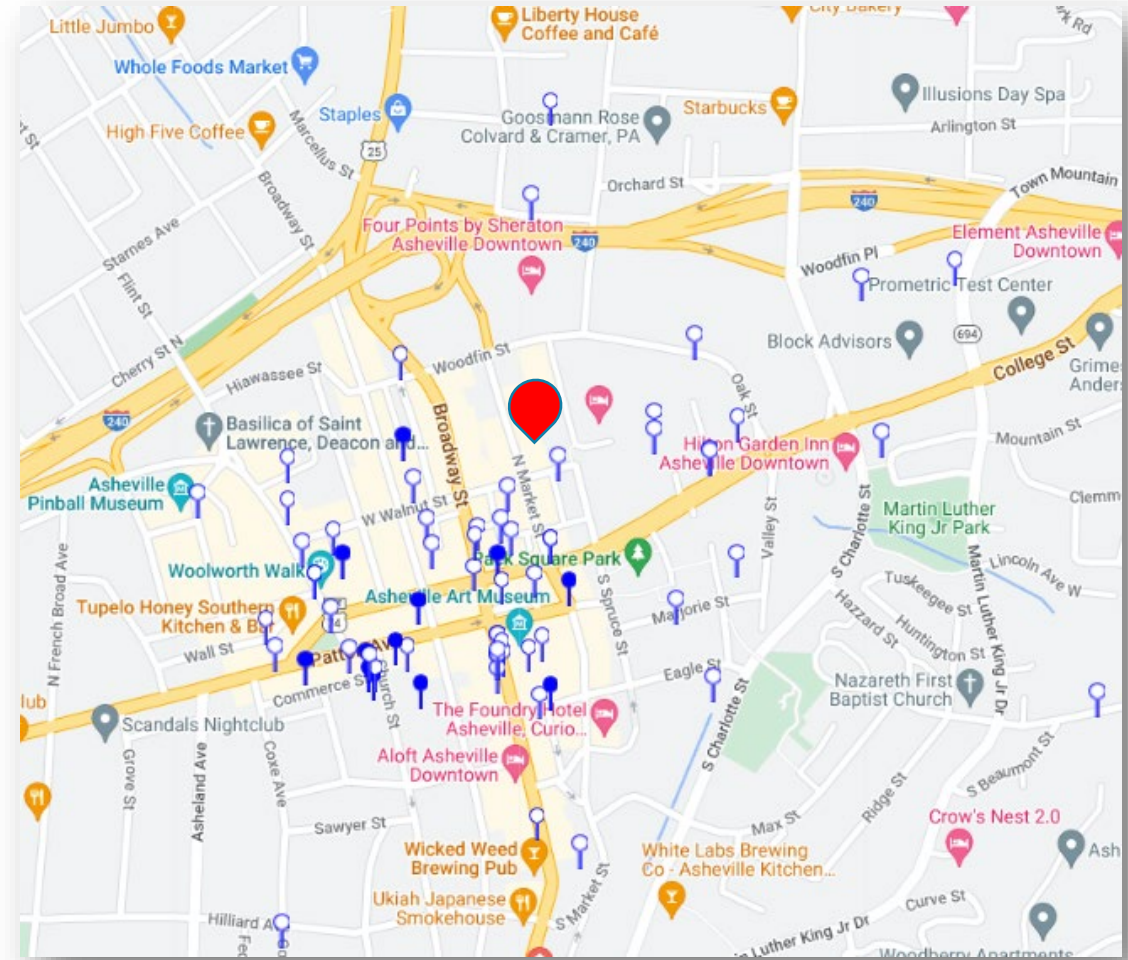 Little Jumbo
Liberty House
Coffee and Café
City Bakery
Whole Foods Market
Staples
High Five Coffee
Marcellus St
25
Goosmann Rose
Colvard & Cramer, PA
Starbucks
Illusions Day Spa
Arlington St
Orchard St
Town Mountain
240
Broadway St
Starnes Ave
Flint St
Four Points by Sheraton
Asheville Downtown
240
Woodfin Pl
Element Asheville
Downtown
Prometric Test Center
694
Block Advisors
College St
Grimes
Ander
Cherry St N
Hiawassee St
Woodfin St
Oak St
240
Basilica of Saint
Lawrence, Deacon and...
Broadway St
Hilton Garden Inn
Asheville Downtown
Mountain St
Asheville
Pinball Museum
N Market St
W Walnut St
Valley St
S Charlotte St
Martin Luther
King Jr Park
Clemm
Woolworth Walk
Pack Square Park
Lincoln Ave W
Tuskegee St
Asheville Art Museum
S Spruce St
Marjorie St
Hazzard St
Huntington St
Martin Luther King Jr Dr
Tupelo Honey Southern
Kitchen & Bar
N French Broad Ave
Wall St
Commerce St
Church St
Eagle St
Nazareth First
Baptist Church
lub
Scandals Nightclub
The Foundry Hotel
Asheville, Curio...
S Charlotte St
Aloft Asheville
Downtown
Grove St
Asheland Ave
Coxe Ave
S Beaumont St
Ridge St
Sawyer St
Max St
Crow's Nest 2.0
Wicked Weed
Brewing Pub
White Labs Brewing
Co - Asheville Kitchen...
Ash
Ukiah Japanese
Smokehouse
S Market St
Curve St
Hilliard A
Luther King Jr Dr
Woodberry Apartments